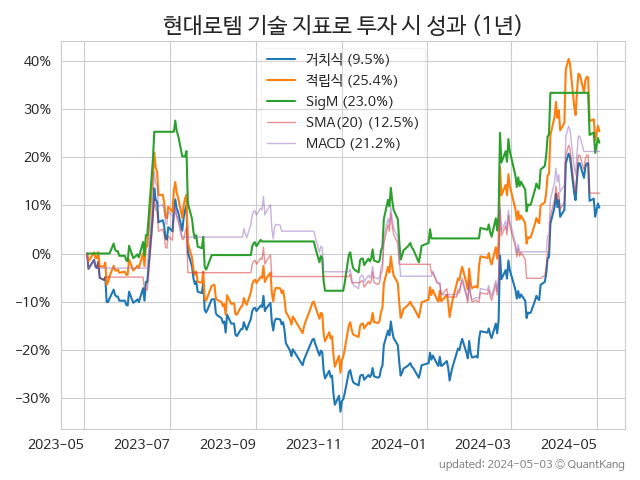 현대로템 기술 지표로 투자 시 성과 (1년)
거치식 (9.5%)
적립식 (25.4%)
SigM (23.0%)
SMA(20) (12.5%)
MACD (21.2%)
40%
30%
20%
10%
0%
−10%
−20%
−30%
2023-05 2023-07 2023-09 2023-11 2024-01 2024-03 2024-05
updated: 2024-05-03 © QuantKang